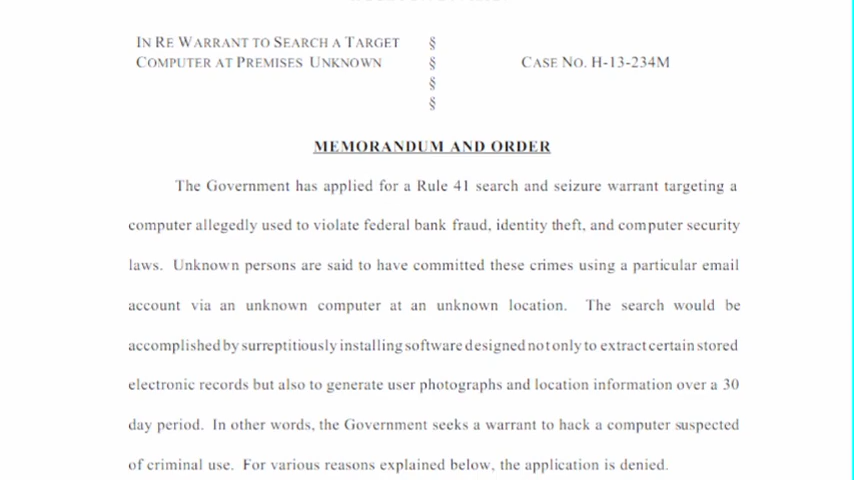 IN RE WARRANT TO SEARCH A TARGET §
COMPUTER AT PREMISES UNKNOWN § CASE NO. H-13-234M
§
§
MEMORANDUM AND ORDER
The Government has applied for a Rule 41 search and seizure warrant targeting a
computer allegedly used to violate federal bank fraud, identity theft, and computer security
laws. Unknown persons are said to have committed these crimes using a particular email
account via an unknown computer at an unknown location. The search would be
accomplished by surreptitiously installing software designed not only to extract certain stored
electronic records but also to generate user photographs and location information over a 30
day period. In other words, the Government seeks a warrant to hack a computer suspected
of criminal use. For various reasons explained below, the application is denied.